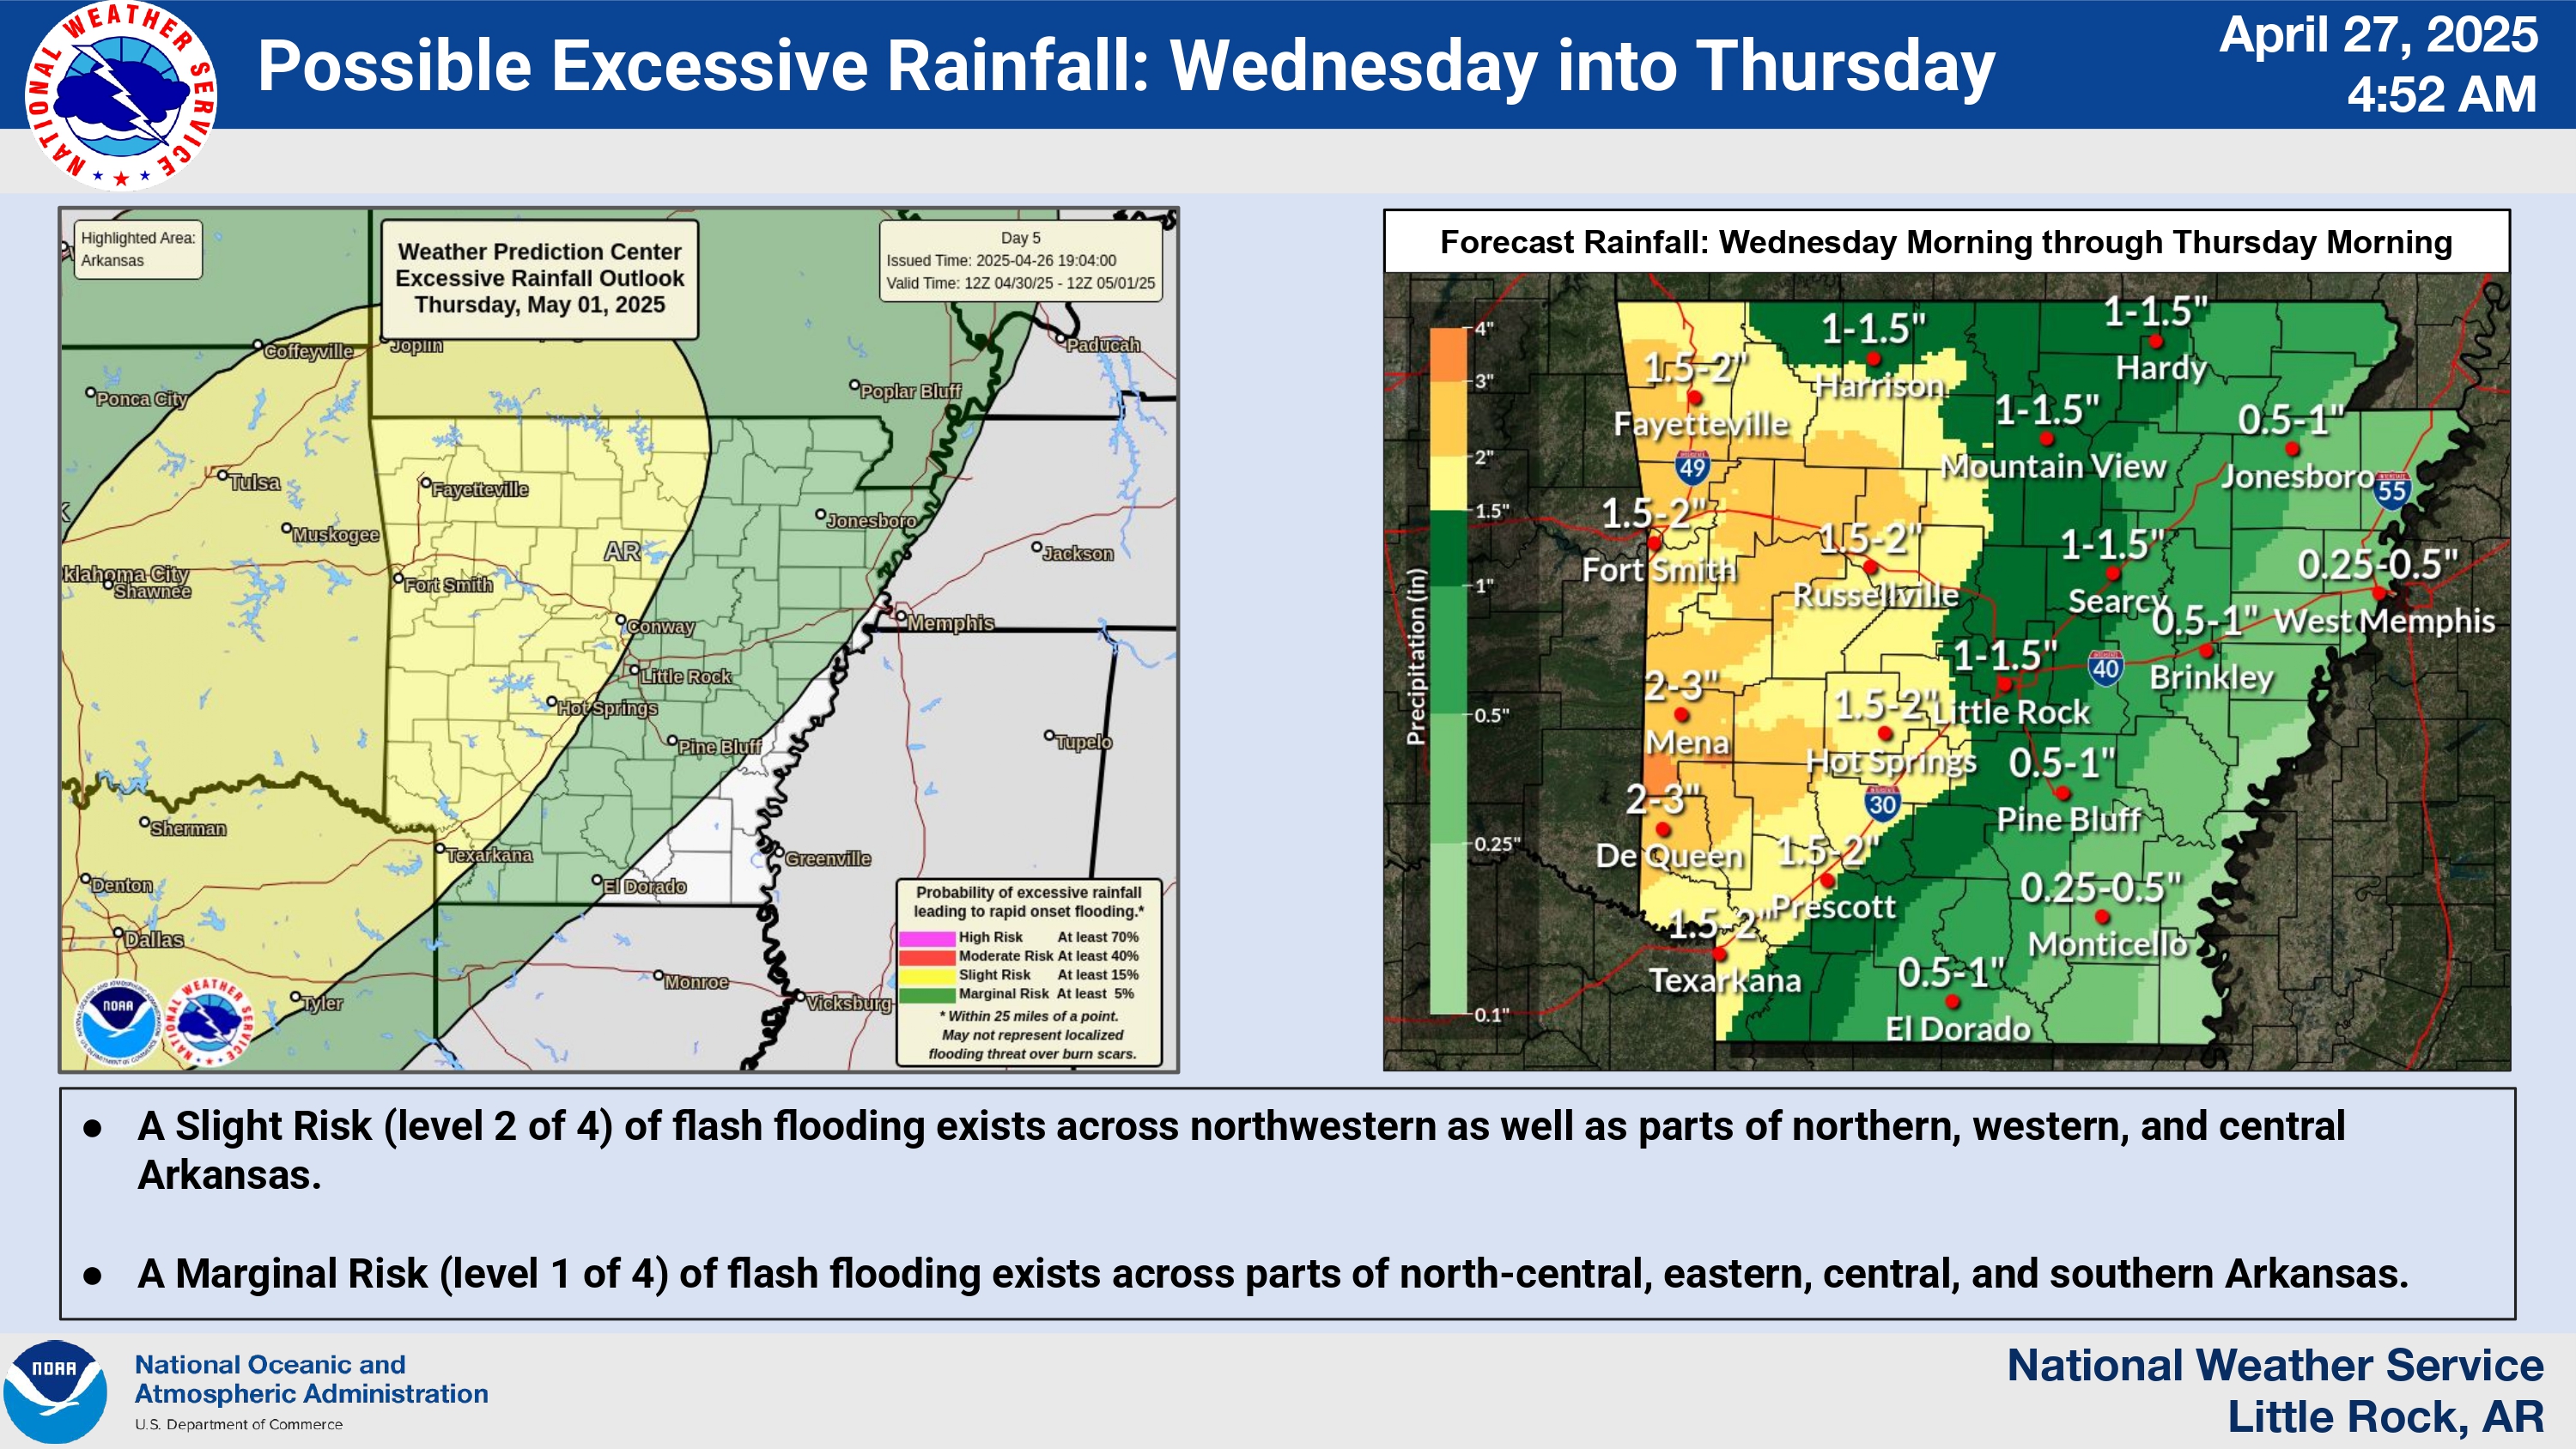 NATIONAL WEATHER SERVICE
Possible Excessive Rainfall: Wednesday into Thursday
April 27, 2025
4:52 AM
Highlighted Area:
Arkansas
Weather Prediction Center
Excessive Rainfall Outlook
Thursday, May 01, 2025
Day 5
Issued Time: 2025-04-26 19:04:00
Valid Time: 12Z 04/30/25 - 12Z 05/01/25
Coffeyville
Joplin
Paducah
Ponca City
Poplar Bluff
Tulsa
Fayetteville
Muskogee
Jonesboro
AR
Jackson
klahoma City
Shawnee
Fort Smith
Conway
Memphis
Little Rock
Hot Springs
Pine Bluff
Tupelo
Sherman
Texarkana
Greenville
Denton
El Dorado
Dallas
Monroe
Tyler
Vicksburg
Probability of excessive rainfall
leading to rapid onset flooding.*
High Risk At least 70%
Moderate Risk At least 40%
Slight Risk At least 15%
Marginal Risk At least 5%
* Within 25 miles of a point.
May not represent localized
flooding threat over burn scars.
NOAA
NATIONAL WEATHER SERVICE
Forecast Rainfall: Wednesday Morning through Thursday Morning
Precipitation (in)
4"
3"
2"
1.5"
1"
0.5"
0.25"
0.1"
1-1.5"
Harrison
1-1.5"
Hardy
1.5-2"
Fayetteville
49
1-1.5"
Mountain View
0.5-1"
Jonesboro
55
1.5-2"
Fort Smith
1.5-2"
Russellville
1-1.5"
Searcy
0.25-0.5"
West Memphis
0.5-1"
Brinkley
40
1-1.5"
Little Rock
2-3"
Mena
1.5-2"
Hot Springs
30
0.5-1"
Pine Bluff
2-3"
De Queen
1.5-2"
Prescott
0.25-0.5"
Monticello
1.5-2"
Texarkana
0.5-1"
El Dorado
● A Slight Risk (level 2 of 4) of flash flooding exists across northwestern as well as parts of northern, western, and central
Arkansas.
● A Marginal Risk (level 1 of 4) of flash flooding exists across parts of north-central, eastern, central, and southern Arkansas.
NOAA
National Oceanic and
Atmospheric Administration
U.S. Department of Commerce
National Weather Service
Little Rock, AR